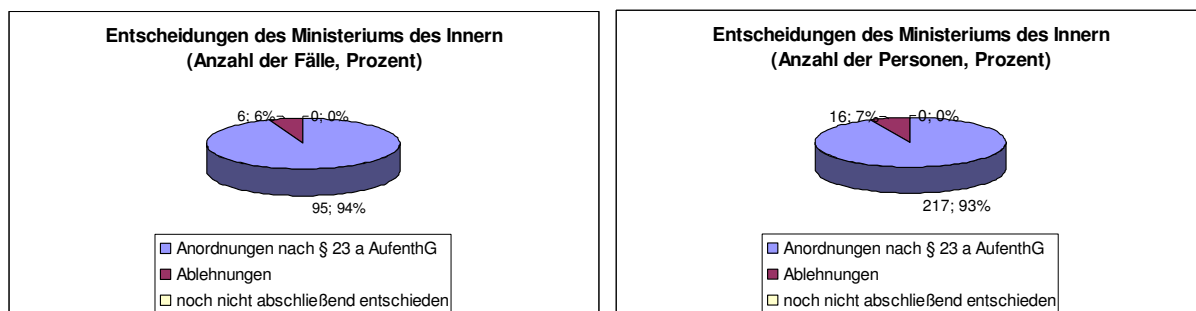 Entscheidungen des Ministeriums des Innern
(Anzahl der Fälle, Prozent)
6; 6%
0; 0%
95; 94%
Anordnungen nach § 23 a AufenthG
Ablehnungen
noch nicht abschließend entschieden
Entscheidungen des Ministeriums des Innern
(Anzahl der Personen, Prozent)
16; 7%
0; 0%
217; 93%
Anordnungen nach § 23 a AufenthG
Ablehnungen
noch nicht abschließend entschieden